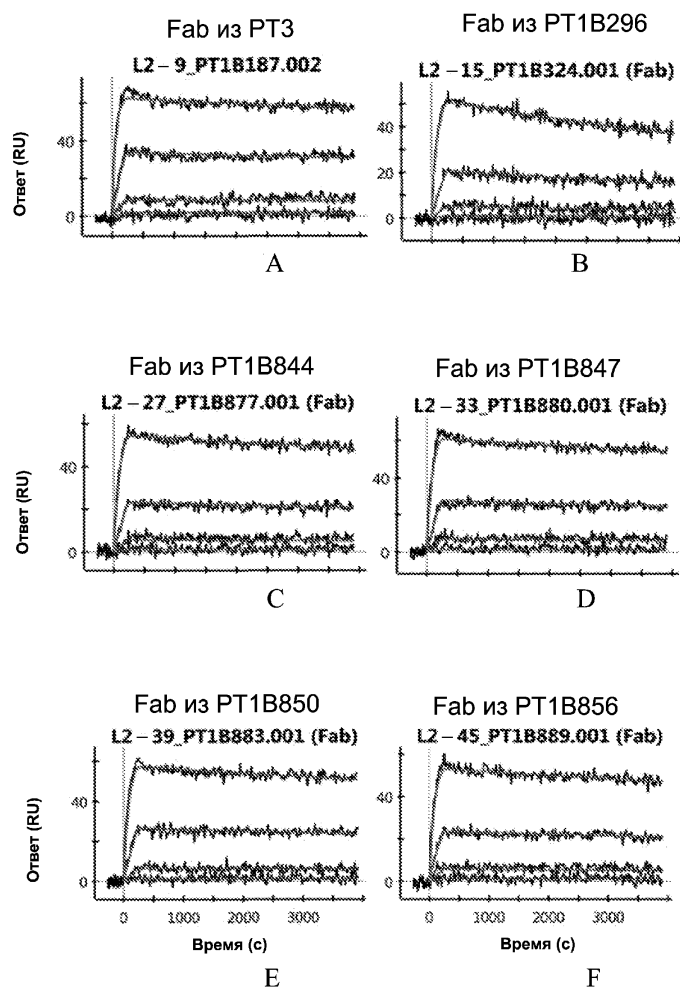 Fab из PT3
L2 – 9_PT1B187.002
Ответ (RU)
40
0
A
Fab из PT1B296
L2 – 15_PT1B324.001 (Fab)
40
20
0
B
Fab из PT1B844
L2 – 27_PT1B877.001 (Fab)
Ответ (RU)
40
0
C
Fab из PT1B847
L2 – 33_PT1B880.001 (Fab)
40
0
D
Fab из PT1B850
L2 – 39_PT1B883.001 (Fab)
Ответ (RU)
40
0
0 1000 2000 3000
Время (с)
E
Fab из PT1B856
L2 – 45_PT1B889.001 (Fab)
40
0
0 1000 2000 3000
Время (с)
F